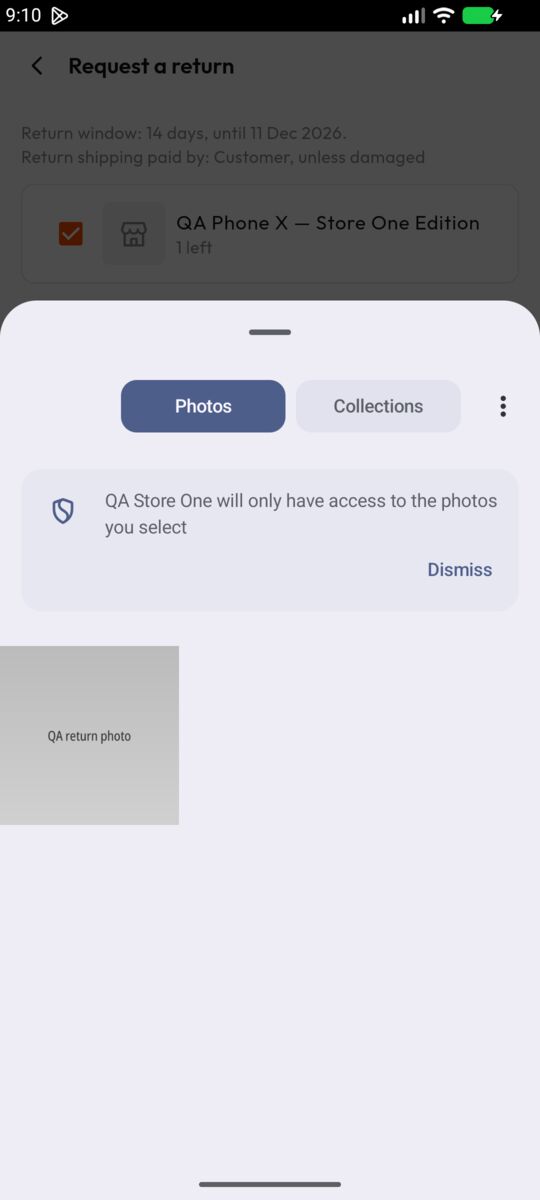 9:10
Request a return
Return window: 14 days, until 11 Dec 2026.
Return shipping paid by: Customer, unless damaged
QA Phone X — Store One Edition
1 left
Photos
Collections
QA Store One will only have access to the photos
you select
Dismiss
QA return photo